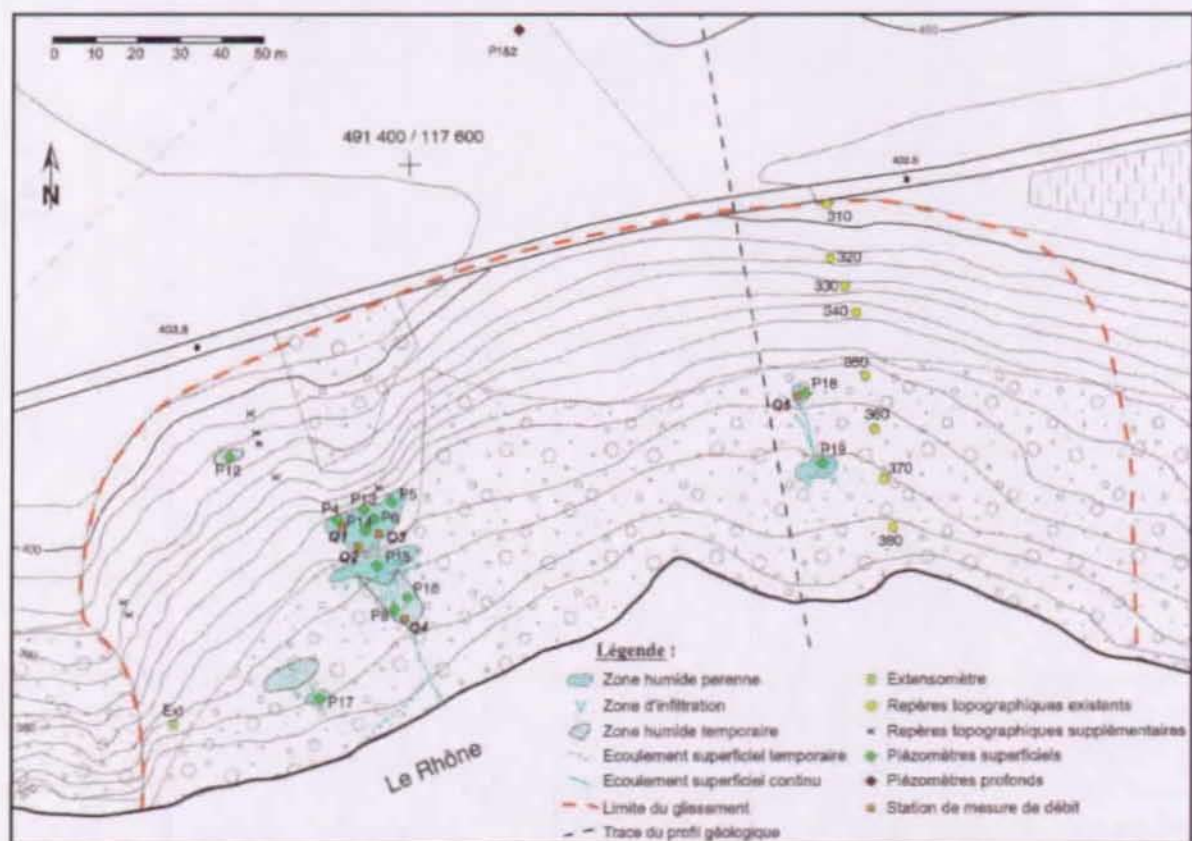 0 10 20 30 40 50 m
P1&2
460
491 400 / 117 600
N
402.5
310
320
330
340
403.8
350
P18
Q5
360
P12
P19
370
P13
P5
P4
P14
P6
Q1
Q3
380
400
Q2
P15
P16
P9
Q4
P17
Ext
Le Rhône
Légende :
Zone humide perenne
Zone d'infiltration
Zone humide temporaire
Ecoulement superficiel temporaire
Ecoulement superficiel continu
Limite du glissement
Trace du profil géologique
Extensomètre
Repères topographiques existants
Repères topographiques supplémentaires
Piézomètres superficiels
Piézomètres profonds
Station de mesure de débit